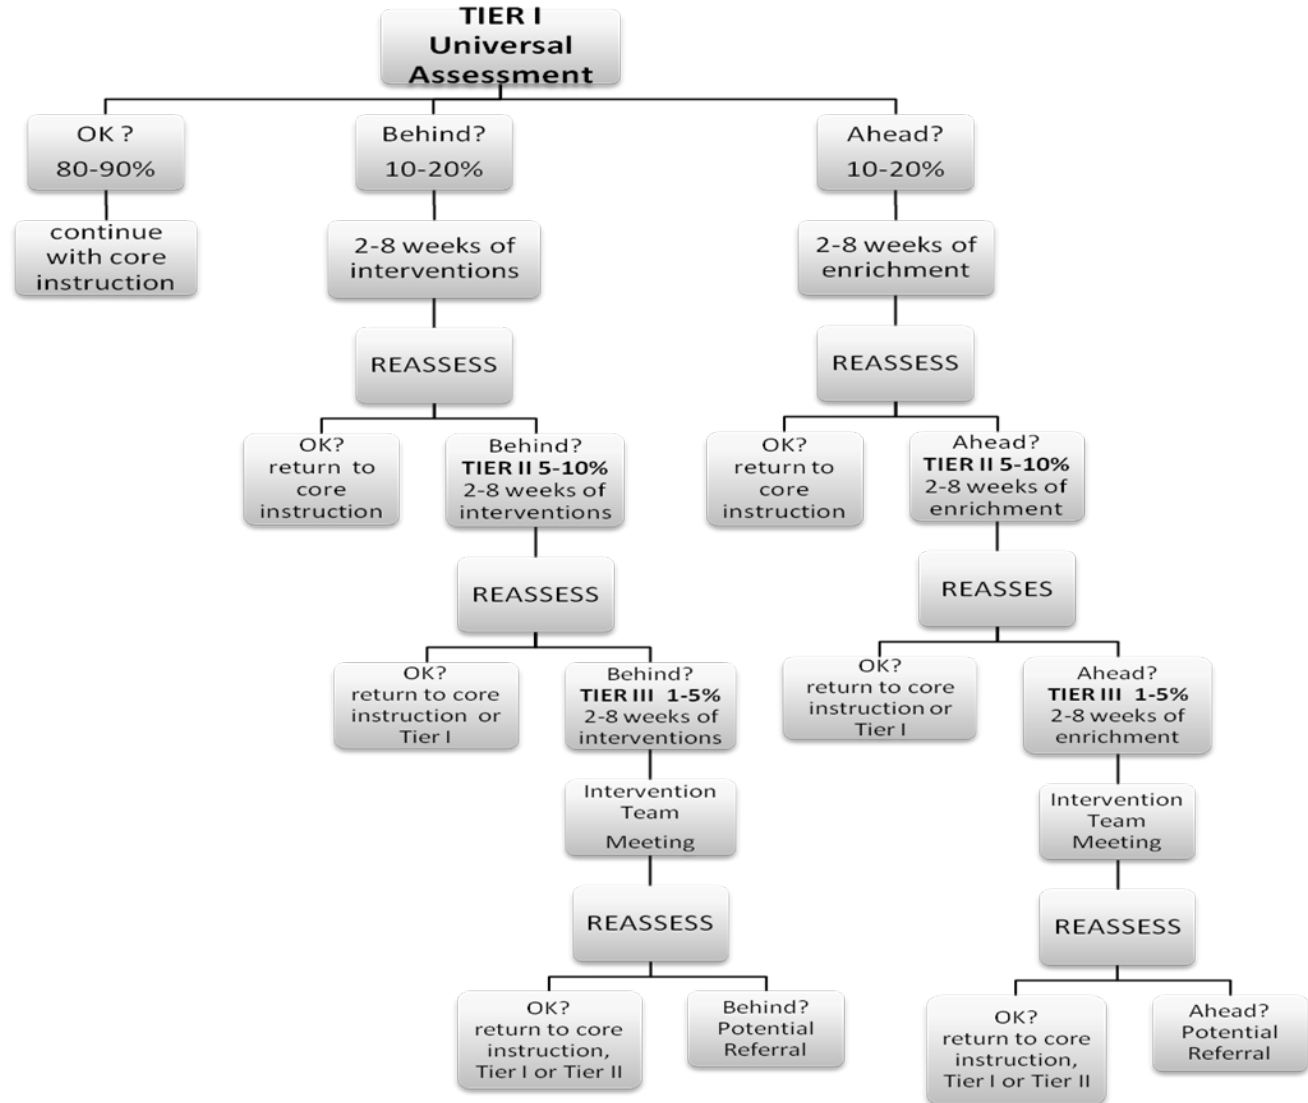 TIER I
Universal
Assessment
OK ?
80-90%
Behind?
10-20%
Ahead?
10-20%
continue
with core
instruction
2-8 weeks of
interventions
2-8 weeks of
enrichment
REASSESS
REASSESS
OK?
return to
core
instruction
Behind?
TIER II 5-10%
2-8 weeks of
interventions
OK?
return to
core
instruction
Ahead?
TIER II 5-10%
2-8 weeks of
enrichment
REASSESS
REASSES
OK?
return to core
instruction or
Tier I
Behind?
TIER III 1-5%
2-8 weeks of
interventions
OK?
return to core
instruction or
Tier I
Ahead?
TIER III 1-5%
2-8 weeks of
enrichment
Intervention
Team
Meeting
Intervention
Team
Meeting
REASSESS
REASSESS
OK?
return to core
instruction,
Tier I or Tier II
Behind?
Potential
Referral
OK?
return to core
instruction,
Tier I or Tier II
Ahead?
Potential
Referral